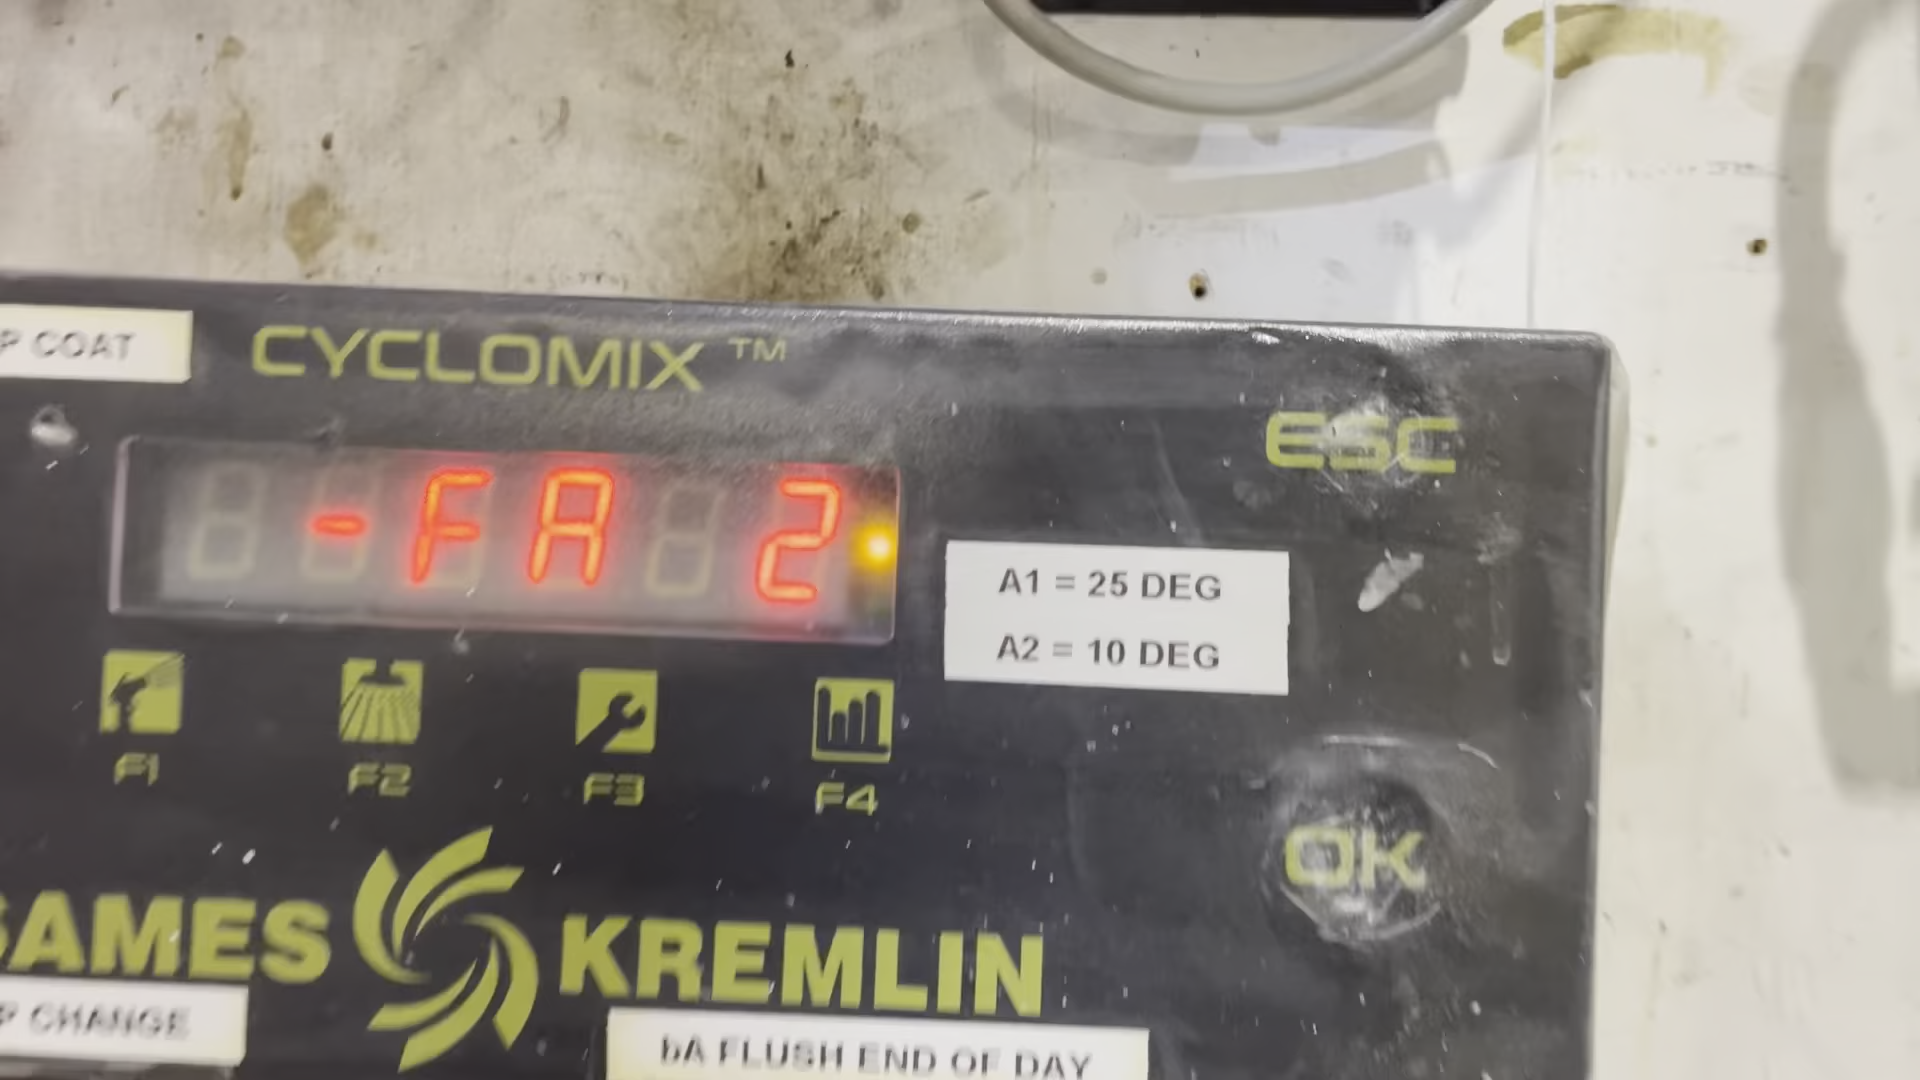 P COAT
CYCLOMIX ™
ESC
-FA 2
A1 = 25 DEG
A2 = 10 DEG
F1 F2 F3 F4
OK
SAMES KREMLIN
P CHANGE
bA FLUSH END OF DAY